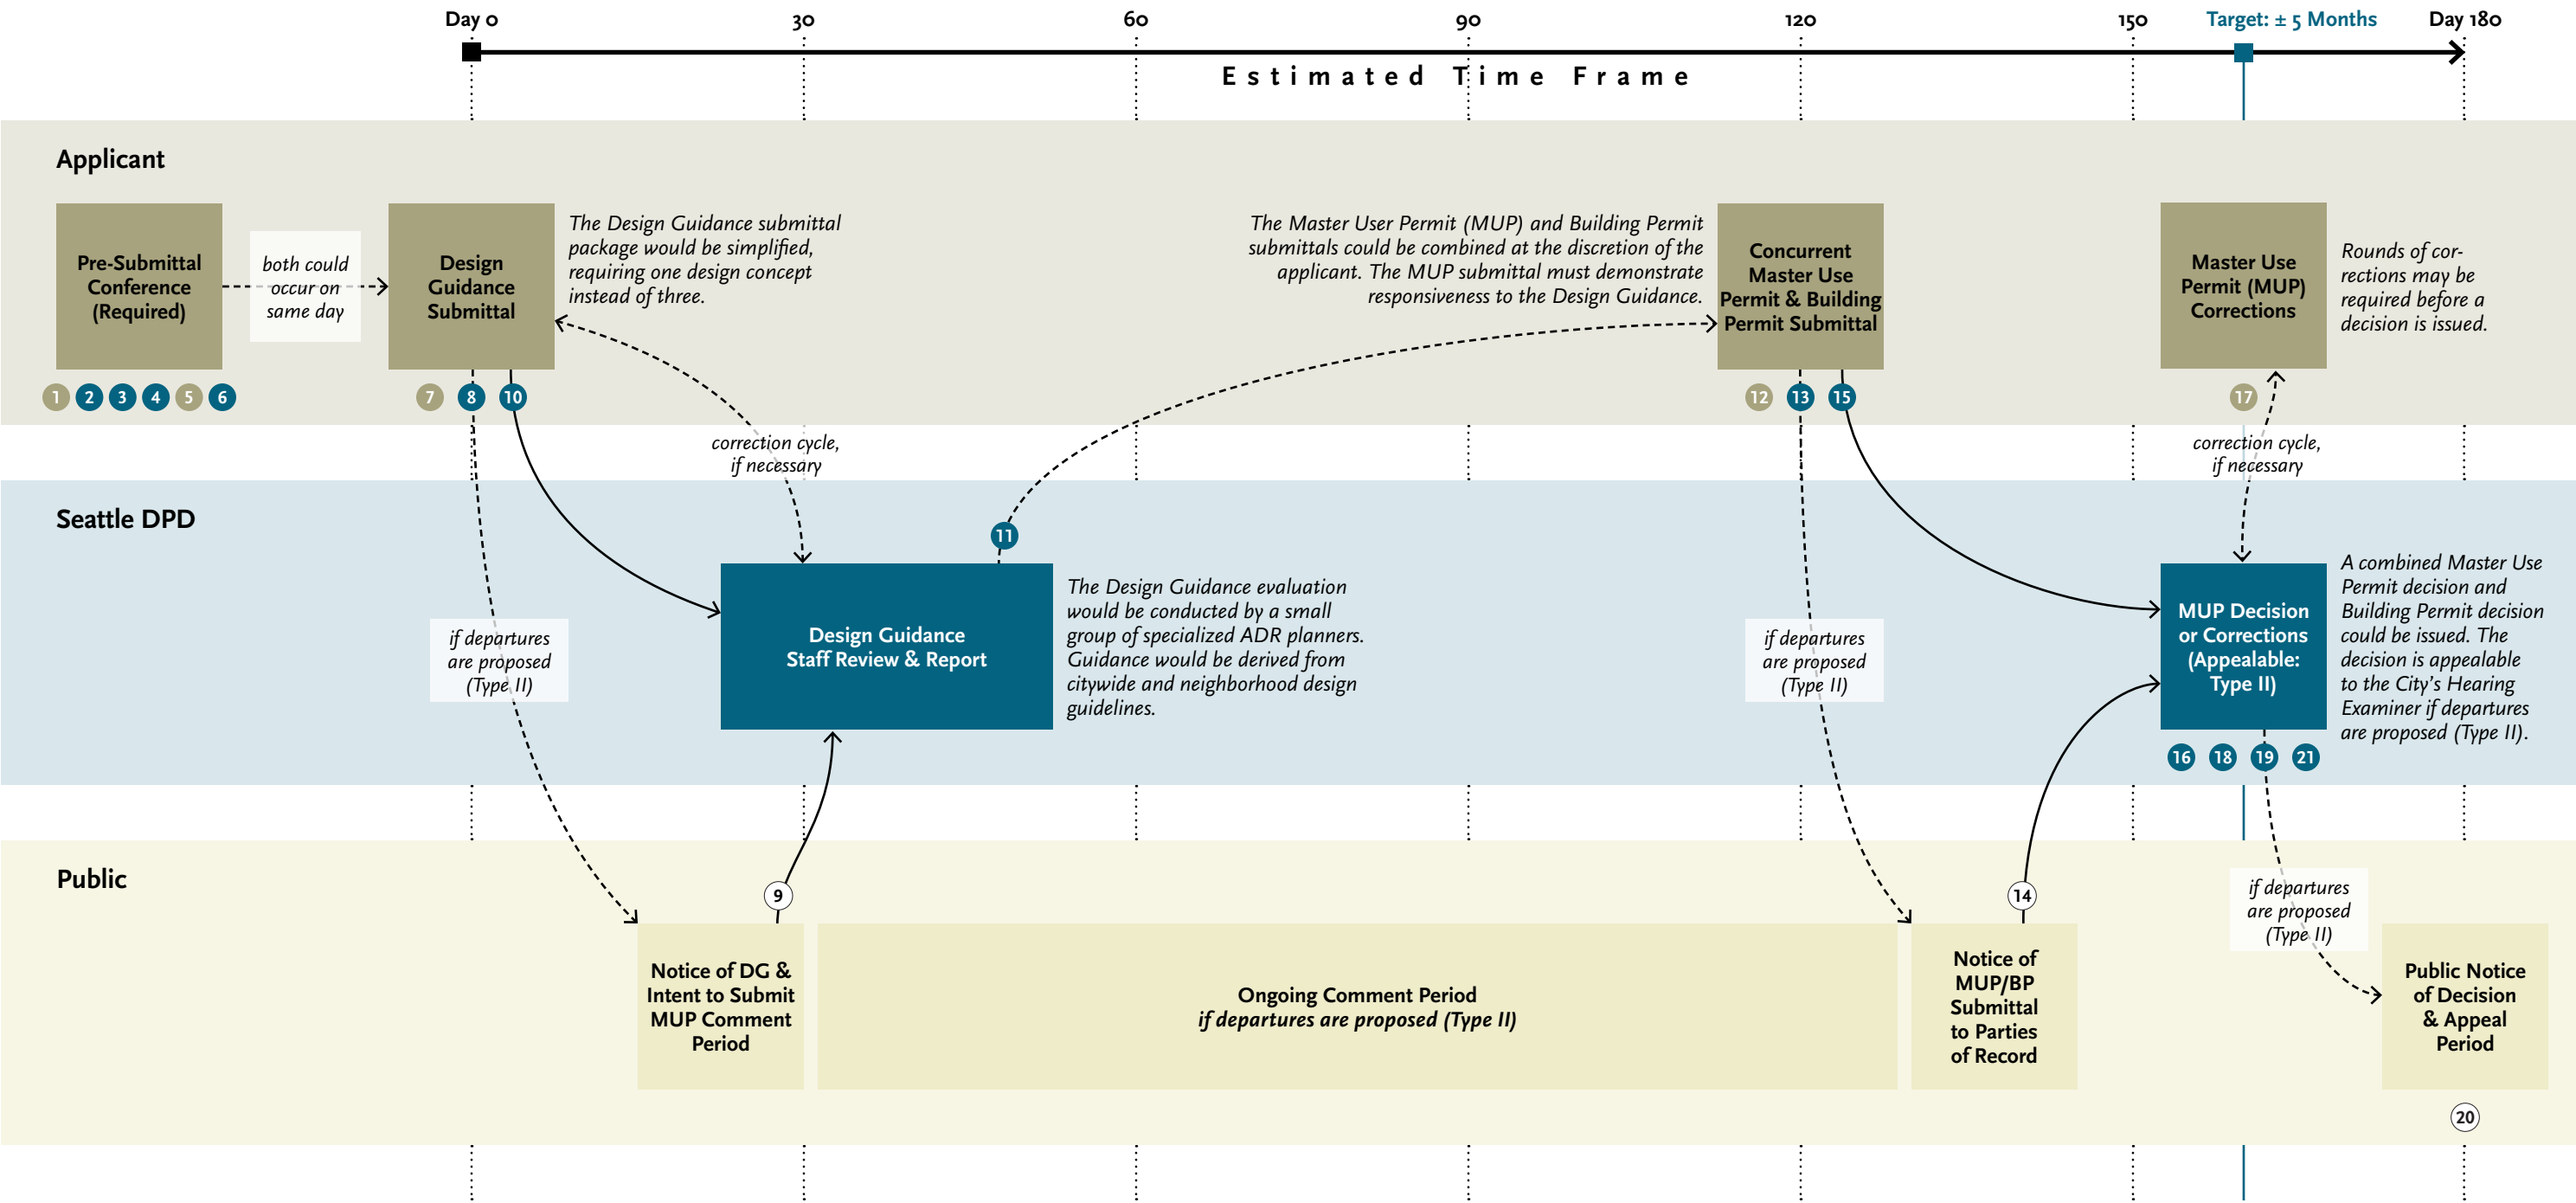 Day 0
30
60
90
120
150
Target: ± 5 Months
Day 180
Estimated Time Frame
Applicant
Pre-Submittal
Conference
(Required)
both could
occur on
same day
Design
Guidance
Submittal
The Design Guidance submittal
package would be simplified,
requiring one design concept
instead of three.
The Master User Permit (MUP) and Building Permit
submittals could be combined at the discretion of the
applicant. The MUP submittal must demonstrate
responsiveness to the Design Guidance.
Concurrent
Master Use
Permit & Building
Permit Submittal
Master Use
Permit (MUP)
Corrections
Rounds of cor-
rections may be
required before a
decision is issued.
1
2
3
4
5
6
7
8
10
12
13
15
17
correction cycle,
if necessary
correction cycle,
if necessary
Seattle DPD
11
if departures
are proposed
(Type II)
Design Guidance
Staff Review & Report
The Design Guidance evaluation
would be conducted by a small
group of specialized ADR planners.
Guidance would be derived from
citywide and neighborhood design
guidelines.
if departures
are proposed
(Type II)
MUP Decision
or Corrections
(Appealable:
Type II)
A combined Master Use
Permit decision and
Building Permit decision
could be issued. The
decision is appealable
to the City’s Hearing
Examiner if departures
are proposed (Type II).
16
18
19
21
Public
9
14
if departures
are proposed
(Type II)
Notice of DG &
Intent to Submit
MUP Comment
Period
Ongoing Comment Period
if departures are proposed (Type II)
Notice of
MUP/BP
Submittal
to Parties
of Record
Public Notice
of Decision
& Appeal
Period
20